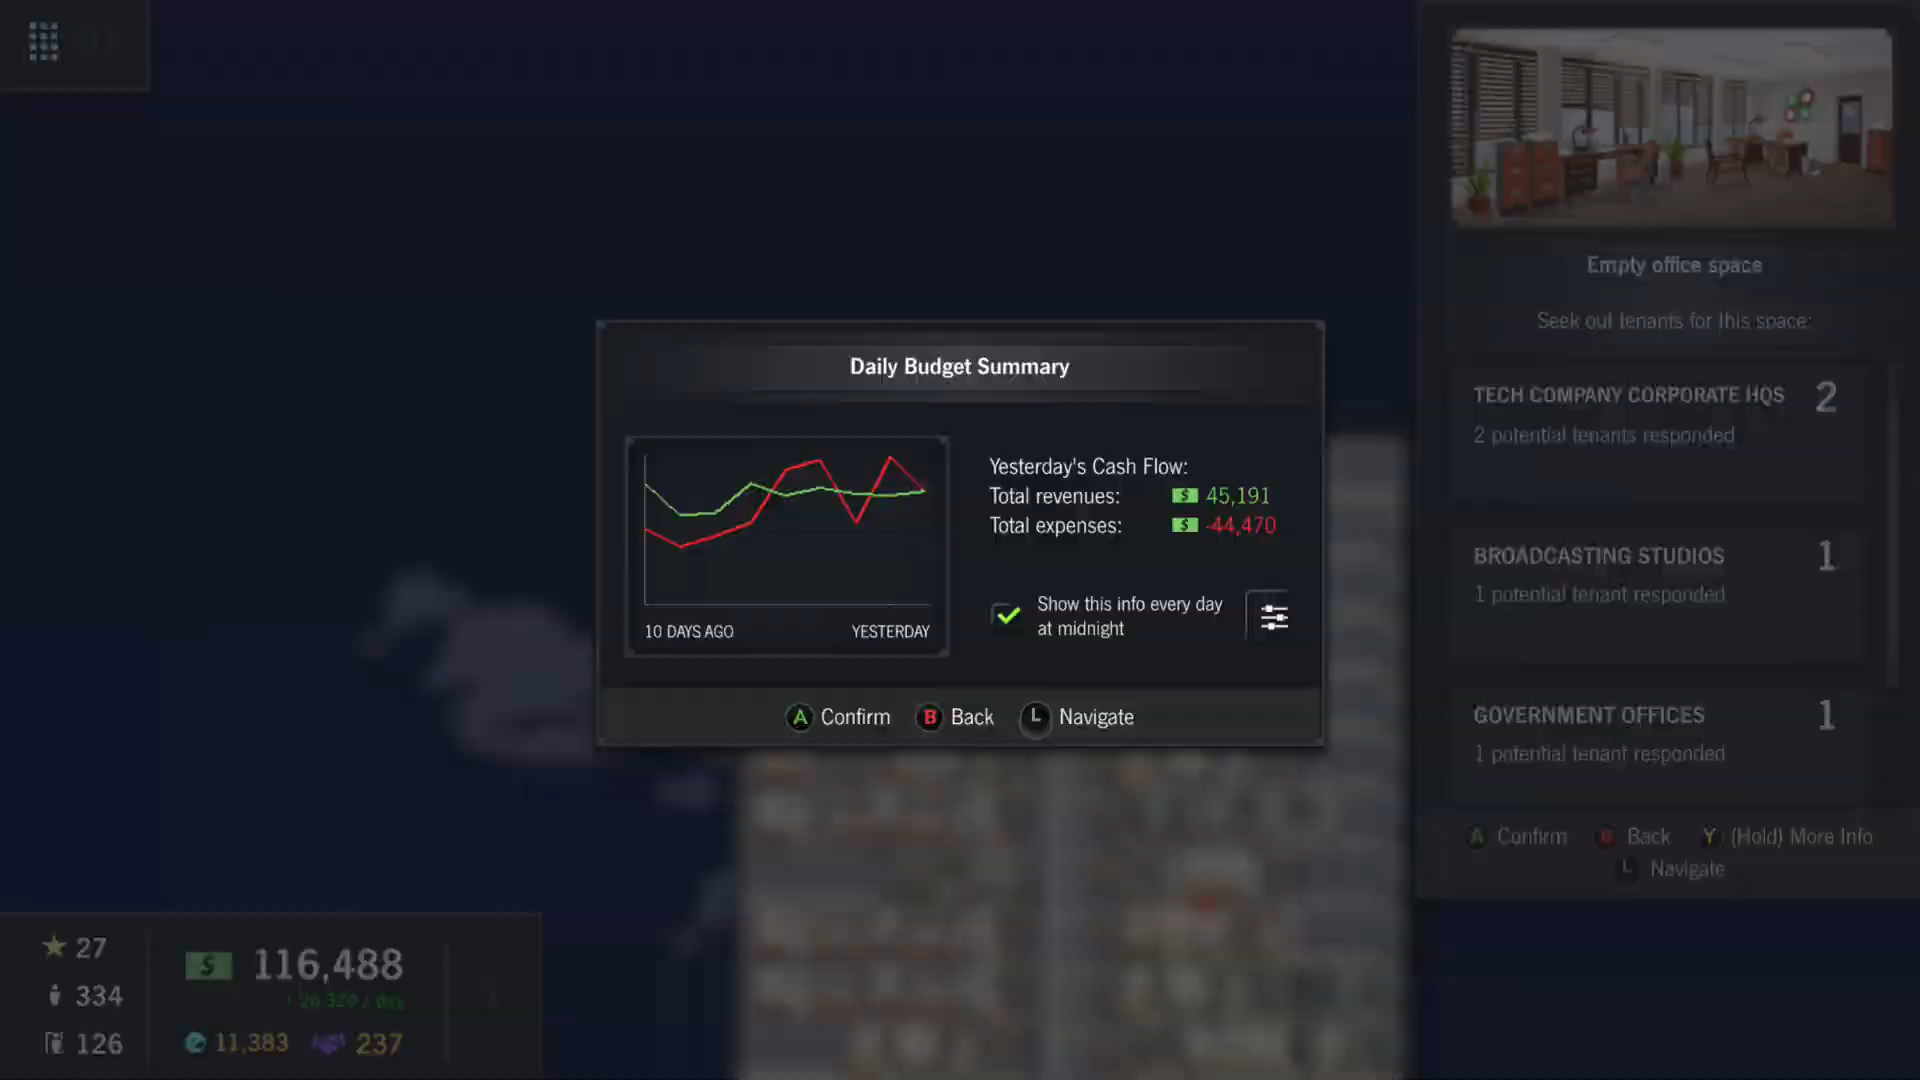 Daily Budget Summary
Yesterday's Cash Flow:
Total revenues: $ 45,191
Total expenses: $ -44,470
Show this info every day
at midnight
10 DAYS AGO YESTERDAY
A Confirm B Back L Navigate
Empty office space
Seek out tenants for this space:
TECH COMPANY CORPORATE HQS 2
2 potential tenants responded
BROADCASTING STUDIOS 1
1 potential tenant responded
GOVERNMENT OFFICES 1
1 potential tenant responded
A Confirm B Back Y (Hold) More Info
L Navigate
27
334
126
$ 116,488
11,383 237